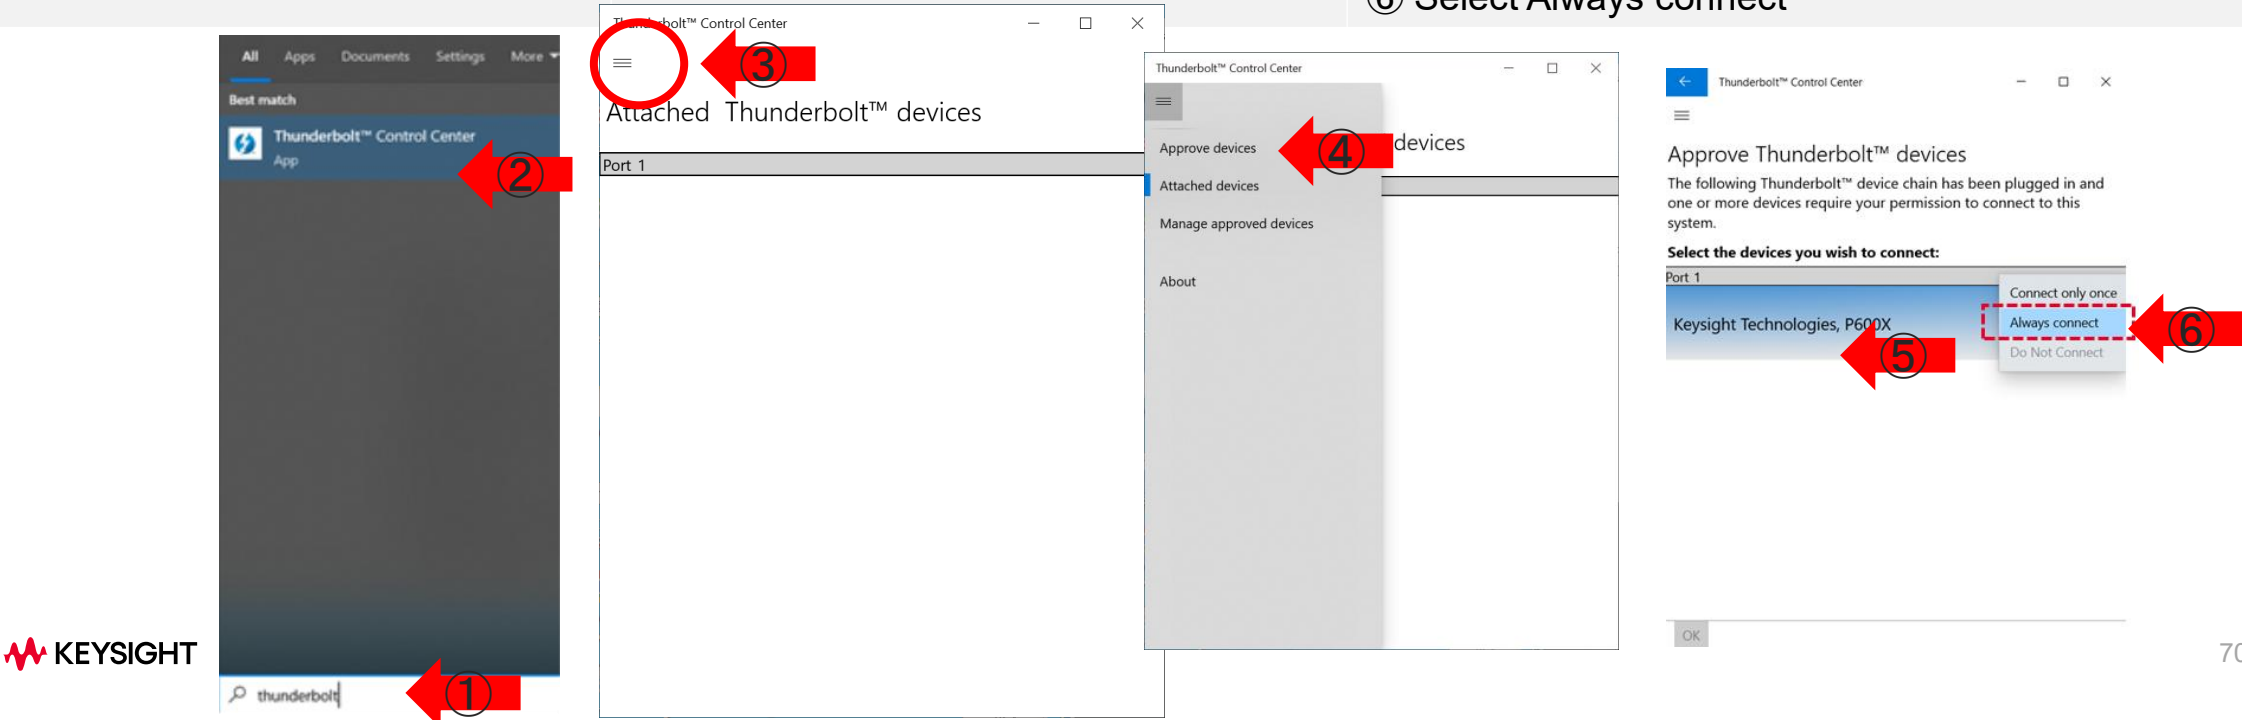 ⑥ Select Always connect
All Apps Documents Settings More
Best match
Thunderbolt™ Control Center
App
②
thunderbolt
①
Thunderbolt™ Control Center
③
Attached Thunderbolt™ devices
Port 1
Thunderbolt™ Control Center
Approve devices
④
devices
Attached devices
Manage approved devices
About
Thunderbolt™ Control Center
Approve Thunderbolt™ devices
The following Thunderbolt™ device chain has been plugged in and
one or more devices require your permission to connect to this
system.
Select the devices you wish to connect:
Port 1
Keysight Technologies, P600X
⑤
Connect only once
Always connect
⑥
Do Not Connect
OK
KEYSIGHT
70